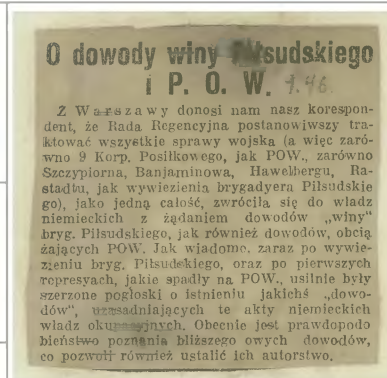 O dowody winy Piłsudskiego
i P. O. W.
Z Warszawy donosi nam nasz korespon-
dent, że Rada Regencyjna postanowiwszy tra-
ktować wszystkie sprawy wojska (a więc zaró-
wno 9 Korp. Posiłkowego, jak POW., zarówno
Szczypiorna, Banjaminowa, Hawelbergu, Ra-
stadtu, jak wywiezienia brygadyera Piłsudskie
go), jako jedną całość, zwróciła się do władz
niemieckich z żądaniem dowodów „winy"
bryg. Piłsudskiego, jak również dowodów, obcią
żających POW. Jak wiadomo, zaraz po wywie-
zieniu bryg. Piłsudskiego, oraz po pierwszych
represyach, jakie spadły na POW., usilnie były
szerzone pogłoski o istnieniu jakichś „dowo-
dów", uzasadniających te akty niemieckich
władz okupacyjnych. Obecnie jest prawdopodo
bieństwo poznania bliższego owych dowodów,
co pozwoli również ustalić ich autorstwo.